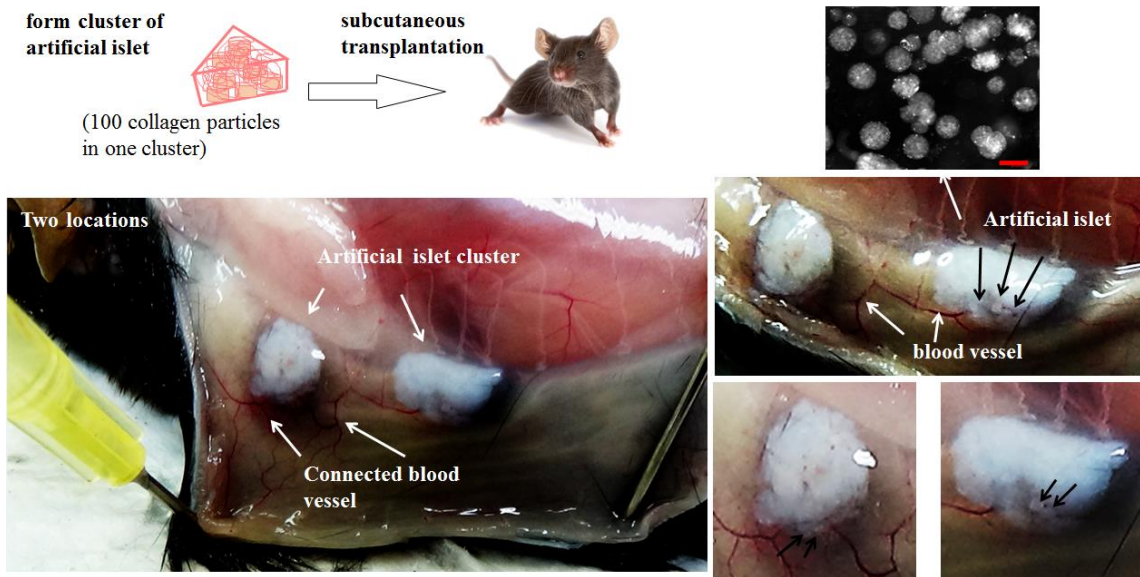 form cluster of
artificial islet
subcutaneous
transplantation
(100 collagen particles
in one cluster)
Two locations
Artificial islet cluster
Connected blood
vessel
Artificial islet
blood vessel